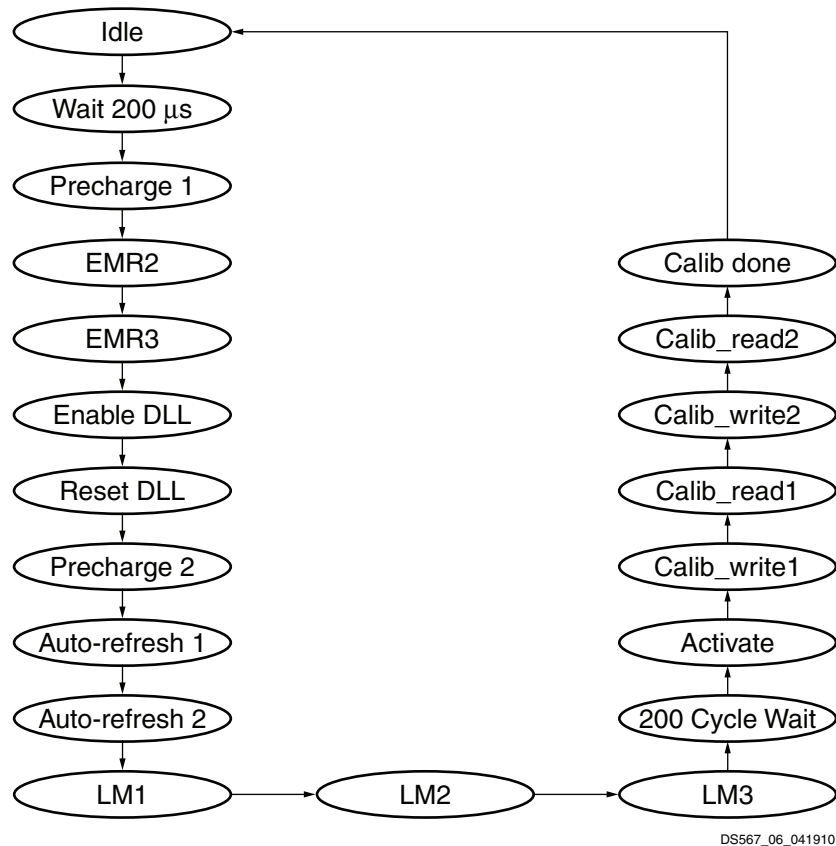 Idle
Wait 200 μs
Precharge 1
EMR2
EMR3
Enable DLL
Reset DLL
Precharge 2
Auto-refresh 1
Auto-refresh 2
LM1
LM2
LM3
200 Cycle Wait
Activate
Calib_write1
Calib_read1
Calib_write2
Calib_read2
Calib done
DS567_06_041910